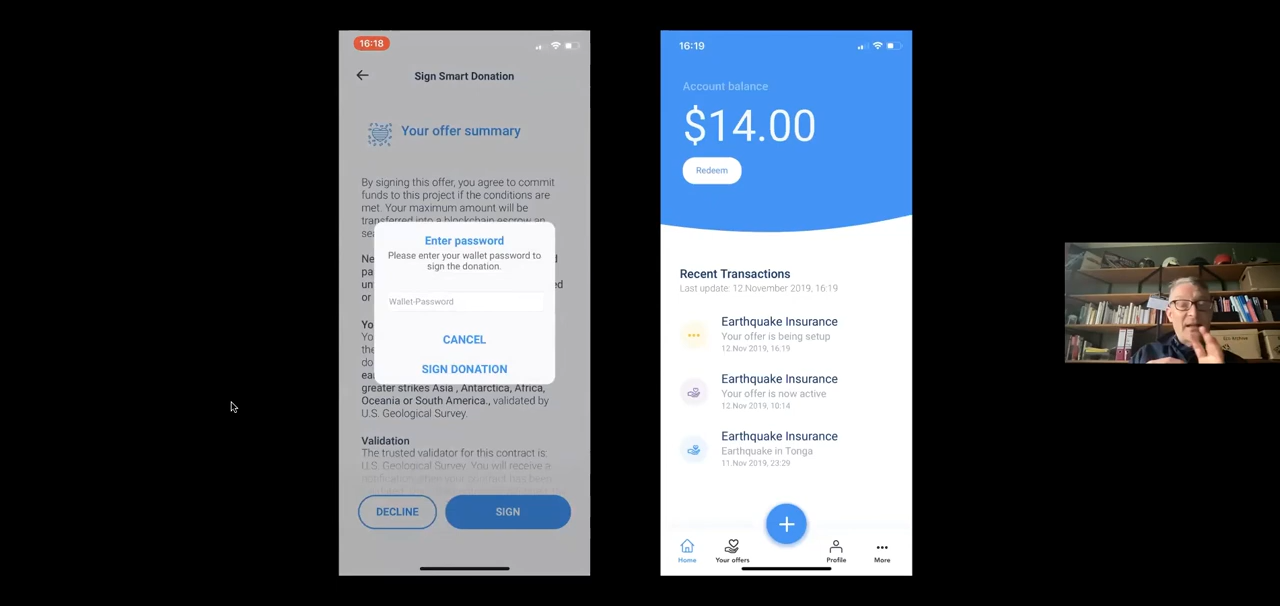 16:18
Sign Smart Donation
Your offer summary
By signing this offer, you agree to commit
funds to this project if the conditions are
met. Your maximum amount will be
transferred into a blockchain escrow an
Enter password
Please enter your wallet password to
sign the donation.
Wallet-Password
CANCEL
SIGN DONATION
greater strikes Asia , Antarctica, Africa,
Oceania or South America., validated by
U.S. Geological Survey.
Validation
The trusted validator for this contract is:
U.S. Geological Survey. You will receive a
DECLINE
SIGN
16:19
Account balance
$14.00
Redeem
Recent Transactions
Last update: 12 November 2019, 16:19
Earthquake Insurance
Your offer is being setup
12 Nov 2019, 16:19
Earthquake Insurance
Your offer is now active
12 Nov 2019, 10:14
Earthquake Insurance
Earthquake in Tonga
11 Nov 2019, 23:29
Home
Your offers
Profile
More